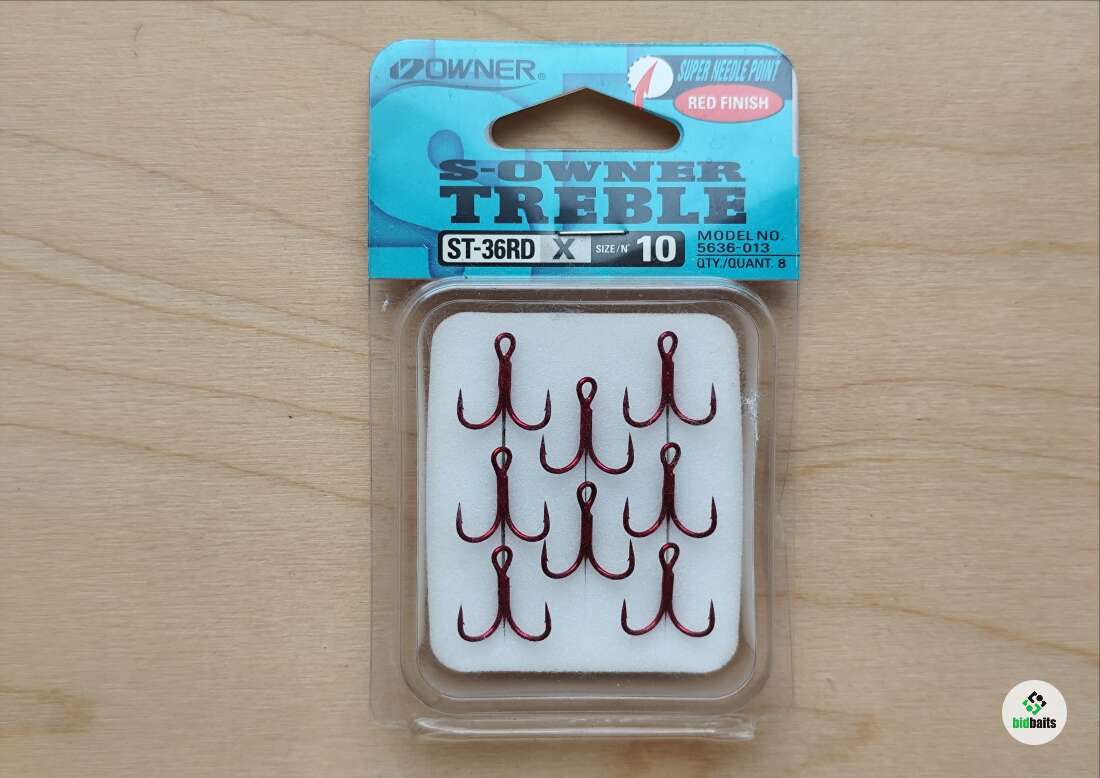 OWNER®
SUPER NEEDLE POINT
RED FINISH
S-OWNER
TREBLE
ST-36RD X SIZE/N° 10
MODEL NO.
5636-013
QTY./QUANT. 8
bidbaits